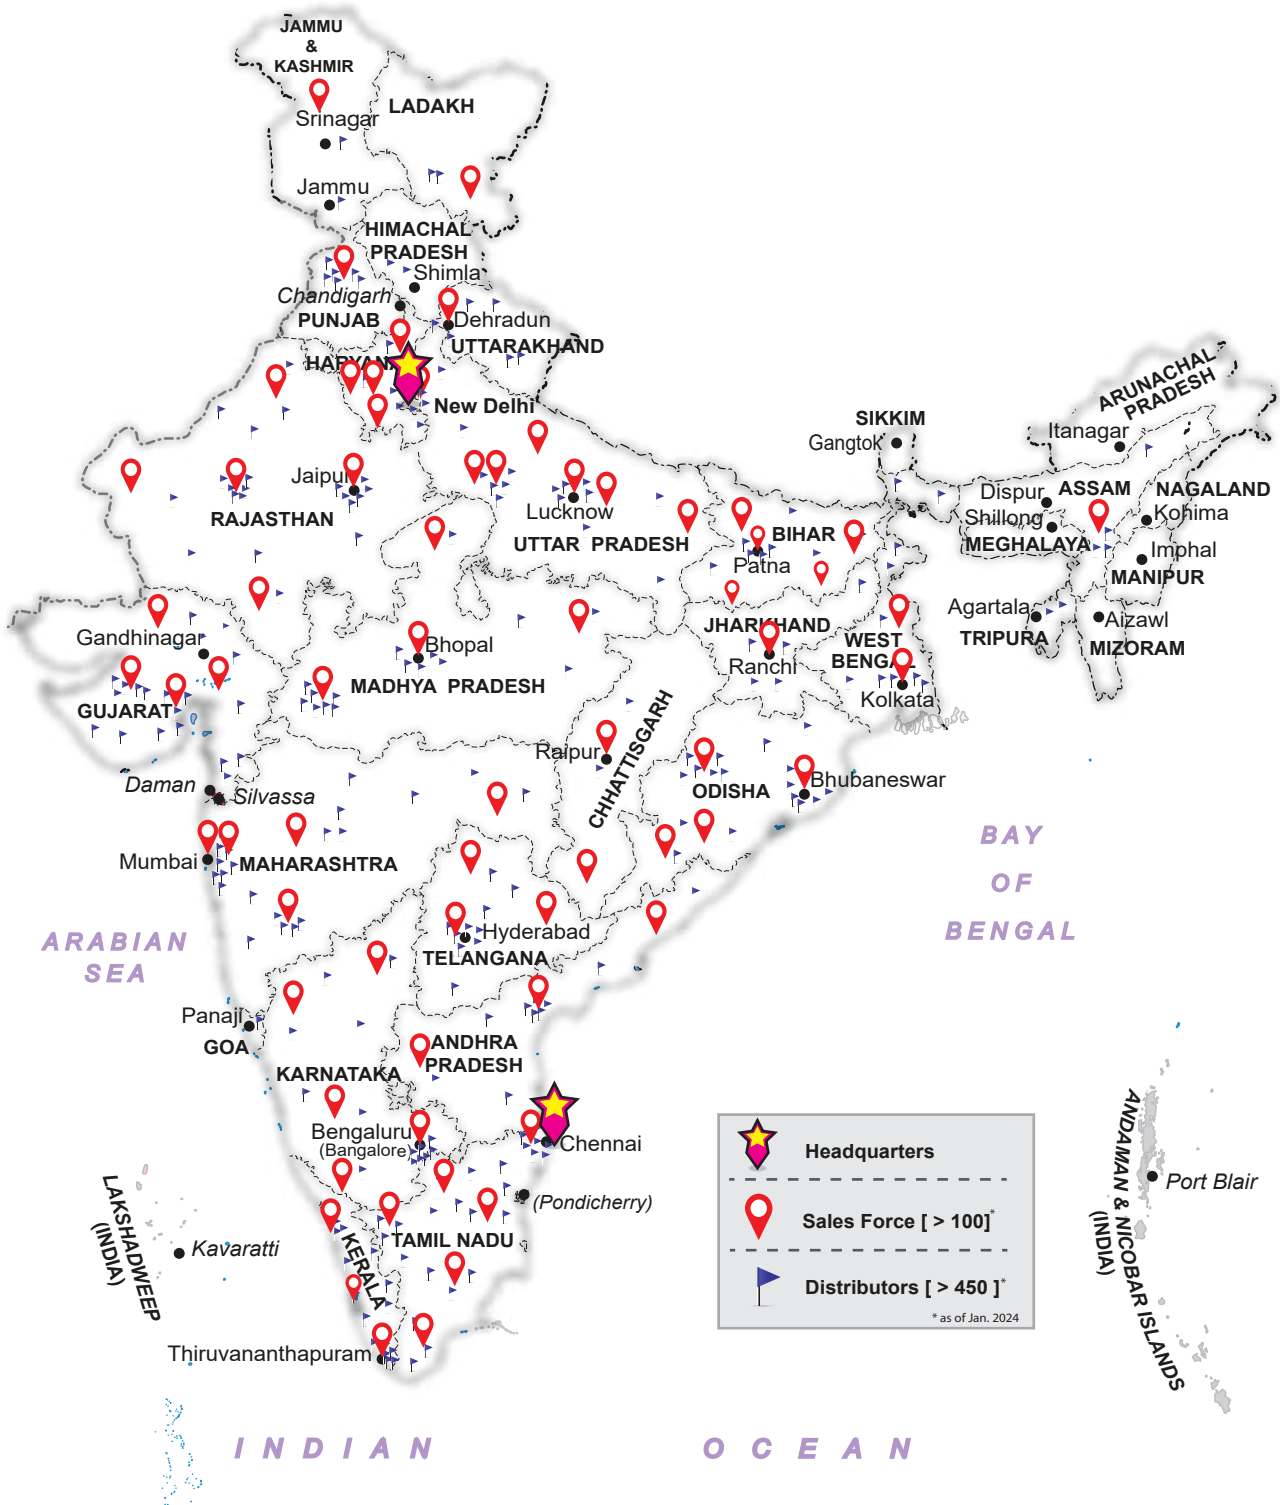 JAMMU
&
KASHMIR
LADAKH
Srinagar
Jammu
HIMACHAL
PRADESH
Shimla
Chandigarh
PUNJAB
Dehradun
UTTARAKHAND
HARYANA
New Delhi
ARUNACHAL
PRADESH
SIKKIM
Gangtok
Itanagar
Jaipur
RAJASTHAN
Lucknow
UTTAR PRADESH
BIHAR
Patna
Dispur
ASSAM
NAGALAND
Shillong
Kohima
MEGHALAYA
Imphal
MANIPUR
Gandhinagar
Bhopal
MADHYA PRADESH
JHARKHAND
Ranchi
WEST
BENGAL
Kolkata
Agartala
TRIPURA
Aizawl
MIZORAM
GUJARAT
Daman
Silvassa
Raipur
CHHATTISGARH
ODISHA
Bhubaneswar
Mumbai
MAHARASHTRA
BAY
OF
BENGAL
ARABIAN
SEA
Hyderabad
TELANGANA
Panaji
GOA
ANDHRA
PRADESH
KARNATAKA
Bengaluru
(Bangalore)
Chennai
(Pondicherry)
LAKSHADWEEP
(INDIA)
Kavaratti
TAMIL NADU
KERALA
Thiruvananthapuram
Headquarters
Sales Force [ > 100]*
Distributors [ > 450 ]*
* as of Jan. 2024
ANDAMAN & NICOBAR ISLANDS
(INDIA)
Port Blair
INDIAN OCEAN